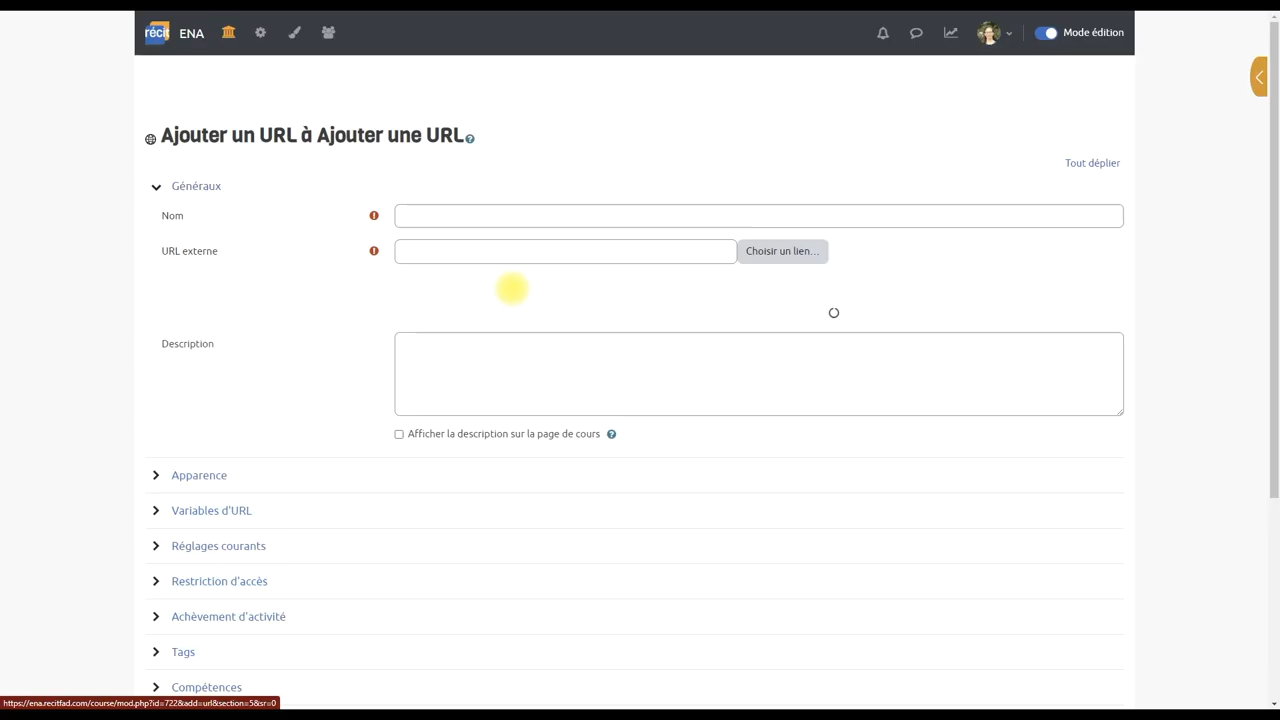 récit ENA Mode édition
Ajouter un URL à Ajouter une URL
Tout déplier
Généraux
Nom
URL externe Choisir un lien...
Description
Afficher la description sur la page de cours
Apparence
Variables d'URL
Réglages courants
Restriction d'accès
Achèvement d'activité
Tags
Compétences
https://ena.recitfad.com/course/mod.php?id=722&add=url&section=5&sr=0